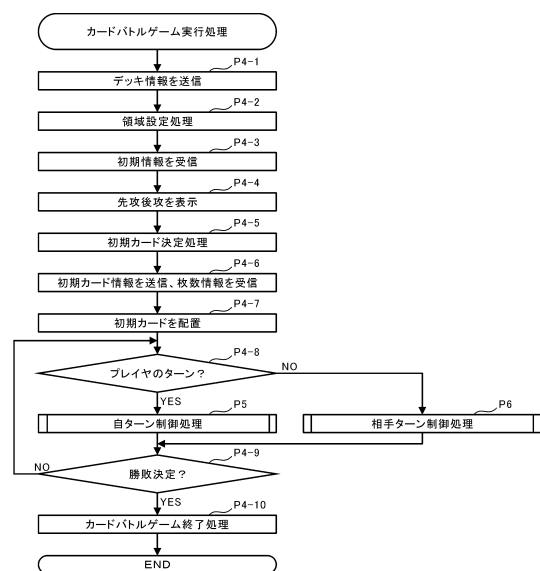 カードバトルゲーム実行処理
P4-1
デッキ情報を送信
P4-2
領域設定処理
P4-3
初期情報を受信
P4-4
先攻後攻を表示
P4-5
初期カード決定処理
P4-6
初期カード情報を送信、枚数情報を受信
P4-7
初期カードを配置
P4-8
プレイヤのターン？
NO
YES
P5
自ターン制御処理
P6
相手ターン制御処理
P4-9
勝敗決定？
NO
YES
P4-10
カードバトルゲーム終了処理
END